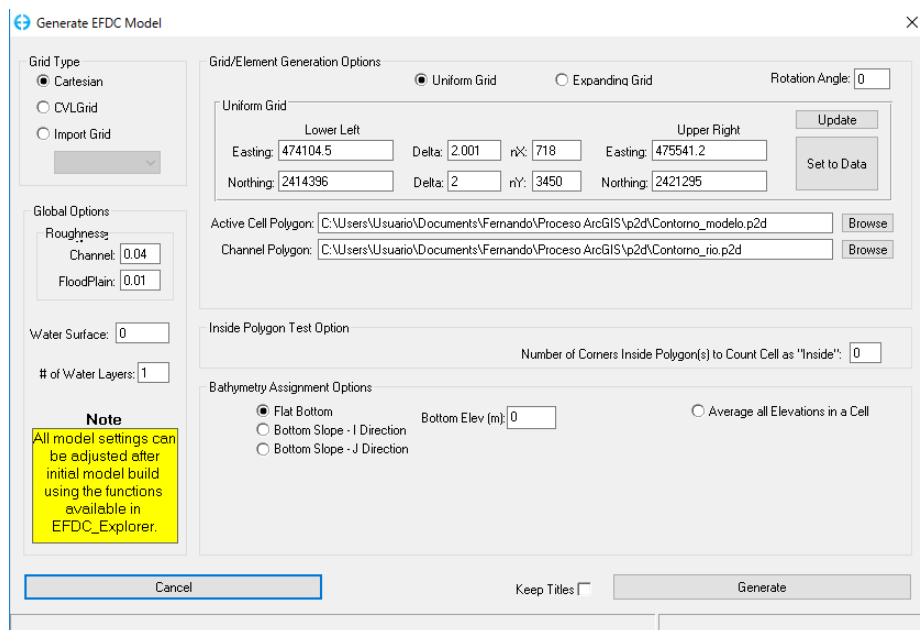 Generate EFDC Model
Grid Type
Cartesian
CVLGrid
Import Grid
Grid/Element Generation Options
Uniform Grid
Expanding Grid
Rotation Angle: 0
Uniform Grid
Lower Left
Upper Right
Update
Easting: 474104.5 Delta: 2.001 nX: 718 Easting: 475541.2
Set to Data
Northing: 2414396 Delta: 2 nY: 3450 Northing: 2421295
Active Cell Polygon: C:\Users\Usuario\Documents\Fernando\Proceso ArcGIS\p2d\Contorno_modelo.p2d Browse
Channel Polygon: C:\Users\Usuario\Documents\Fernando\Proceso ArcGIS\p2d\Contorno_rio.p2d Browse
Global Options
Roughness
Channel: 0.04
FloodPlain: 0.01
Water Surface: 0
# of Water Layers: 1
Note
All model settings can
be adjusted after
initial model build
using the functions
available in
EFDC_Explorer.
Inside Polygon Test Option
Number of Corners Inside Polygon(s) to Count Cell as "Inside": 0
Bathymetry Assignment Options
Flat Bottom
Bottom Slope - I Direction
Bottom Slope - J Direction
Bottom Elev (m): 0
Average all Elevations in a Cell
Cancel
Keep Titles
Generate